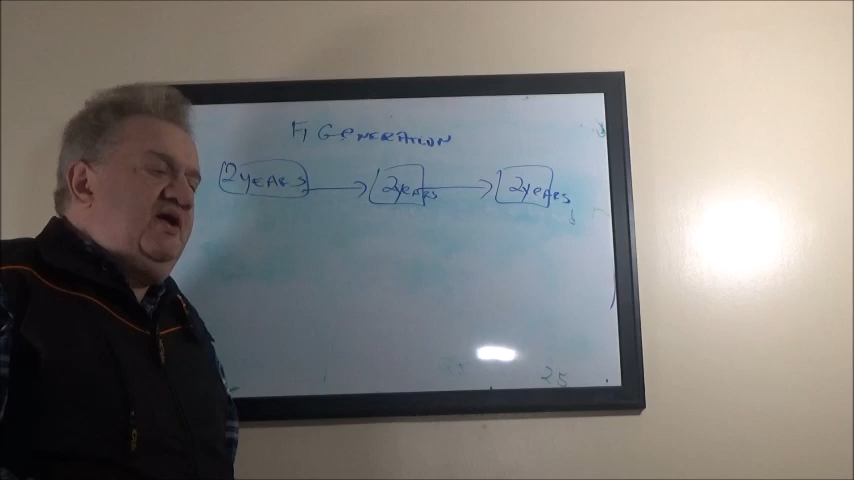 F1 GENERATION
2 YEARS → 2 YEARS → 2 YEARS
25